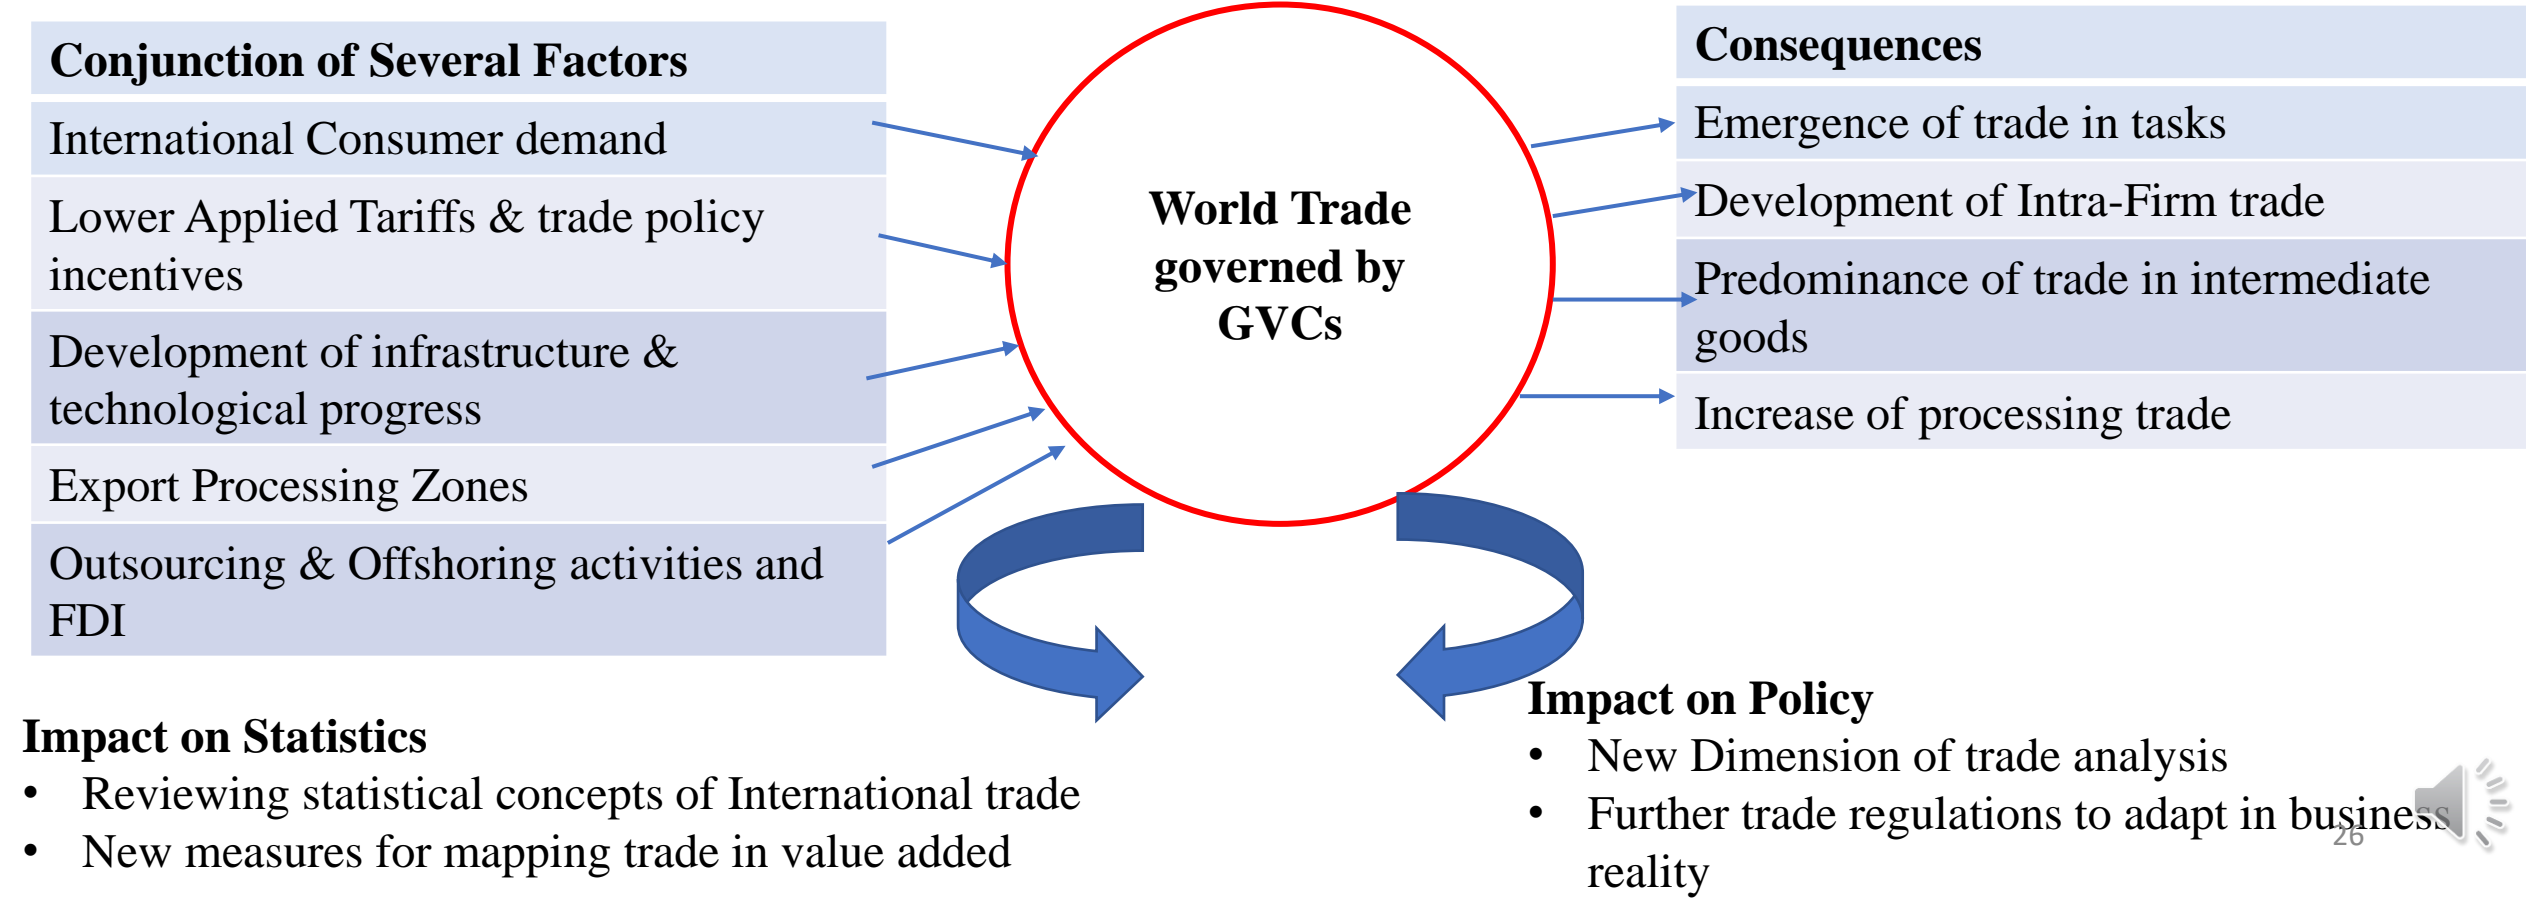 Conjunction of Several Factors
International Consumer demand
Lower Applied Tariffs & trade policy
incentives
Development of infrastructure &
technological progress
Export Processing Zones
Outsourcing & Offshoring activities and
FDI
World Trade
governed by
GVCs
Consequences
Emergence of trade in tasks
Development of Intra-Firm trade
Predominance of trade in intermediate
goods
Increase of processing trade
Impact on Statistics
• Reviewing statistical concepts of International trade
• New measures for mapping trade in value added
Impact on Policy
• New Dimension of trade analysis
• Further trade regulations to adapt in business
reality
26